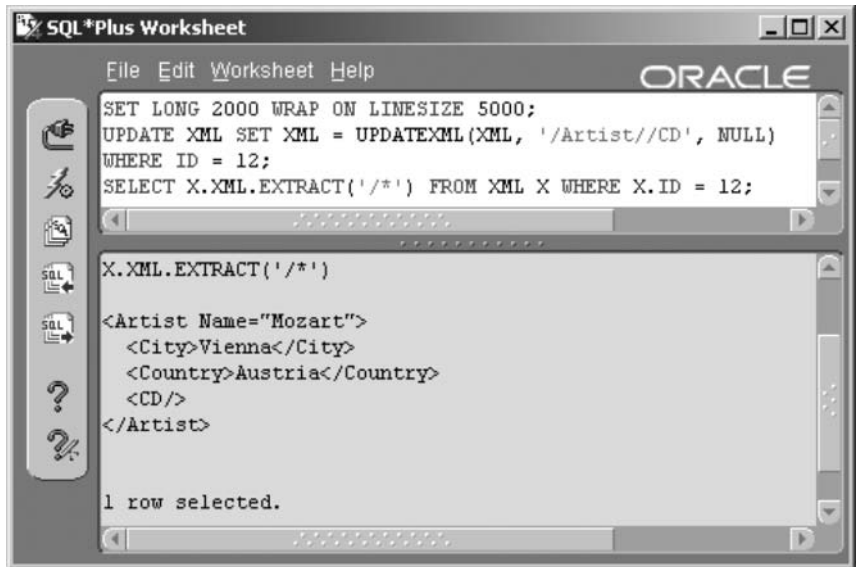 SQL*Plus Worksheet
File Edit Worksheet Help
ORACLE
SET LONG 2000 WRAP ON LINESIZE 5000;
UPDATE XML SET XML = UPDATEXML(XML, '/Artist//CD', NULL)
WHERE ID = 12;
SELECT X.XML.EXTRACT('/*') FROM XML X WHERE X.ID = 12;
SQL
SQL
X.XML.EXTRACT('/*')
<Artist Name="Mozart">
  <City>Vienna</City>
  <Country>Austria</Country>
  <CD/>
</Artist>
1 row selected.